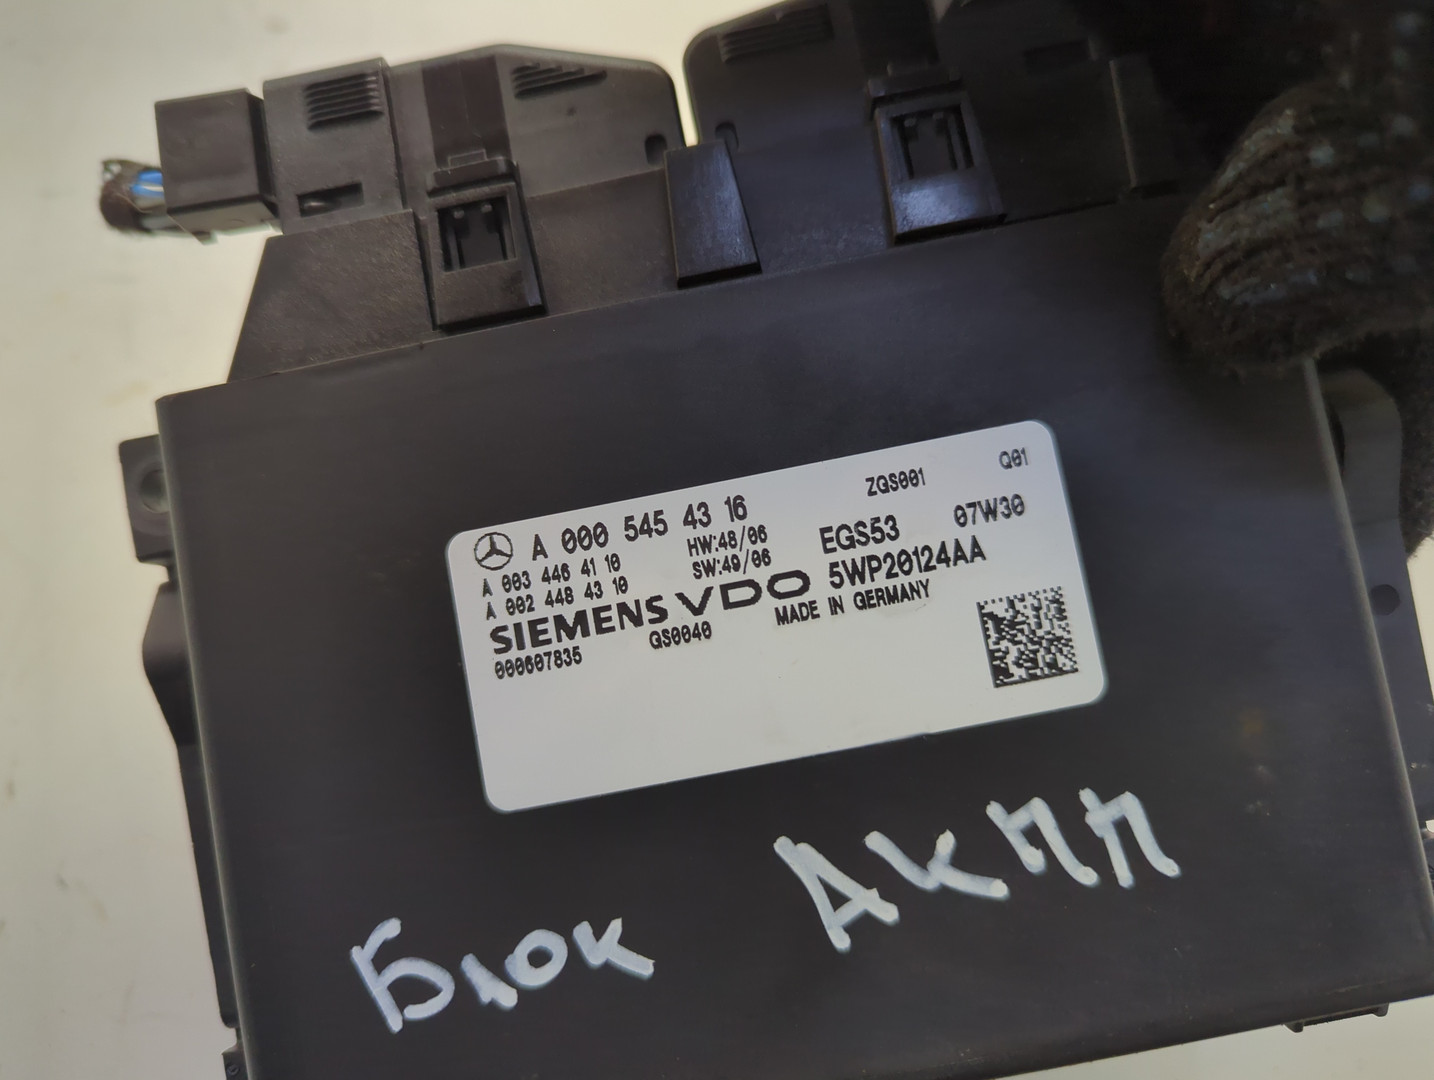 ZGS001 Q01
A 000 545 43 16 EGS53 07W30
A 003 446 41 10 HW:48/06 5WP20124AA
A 002 448 43 10 SW:49/06
SIEMENS VDO MADE IN GERMANY
000607835 GS0040
Блок АКПП